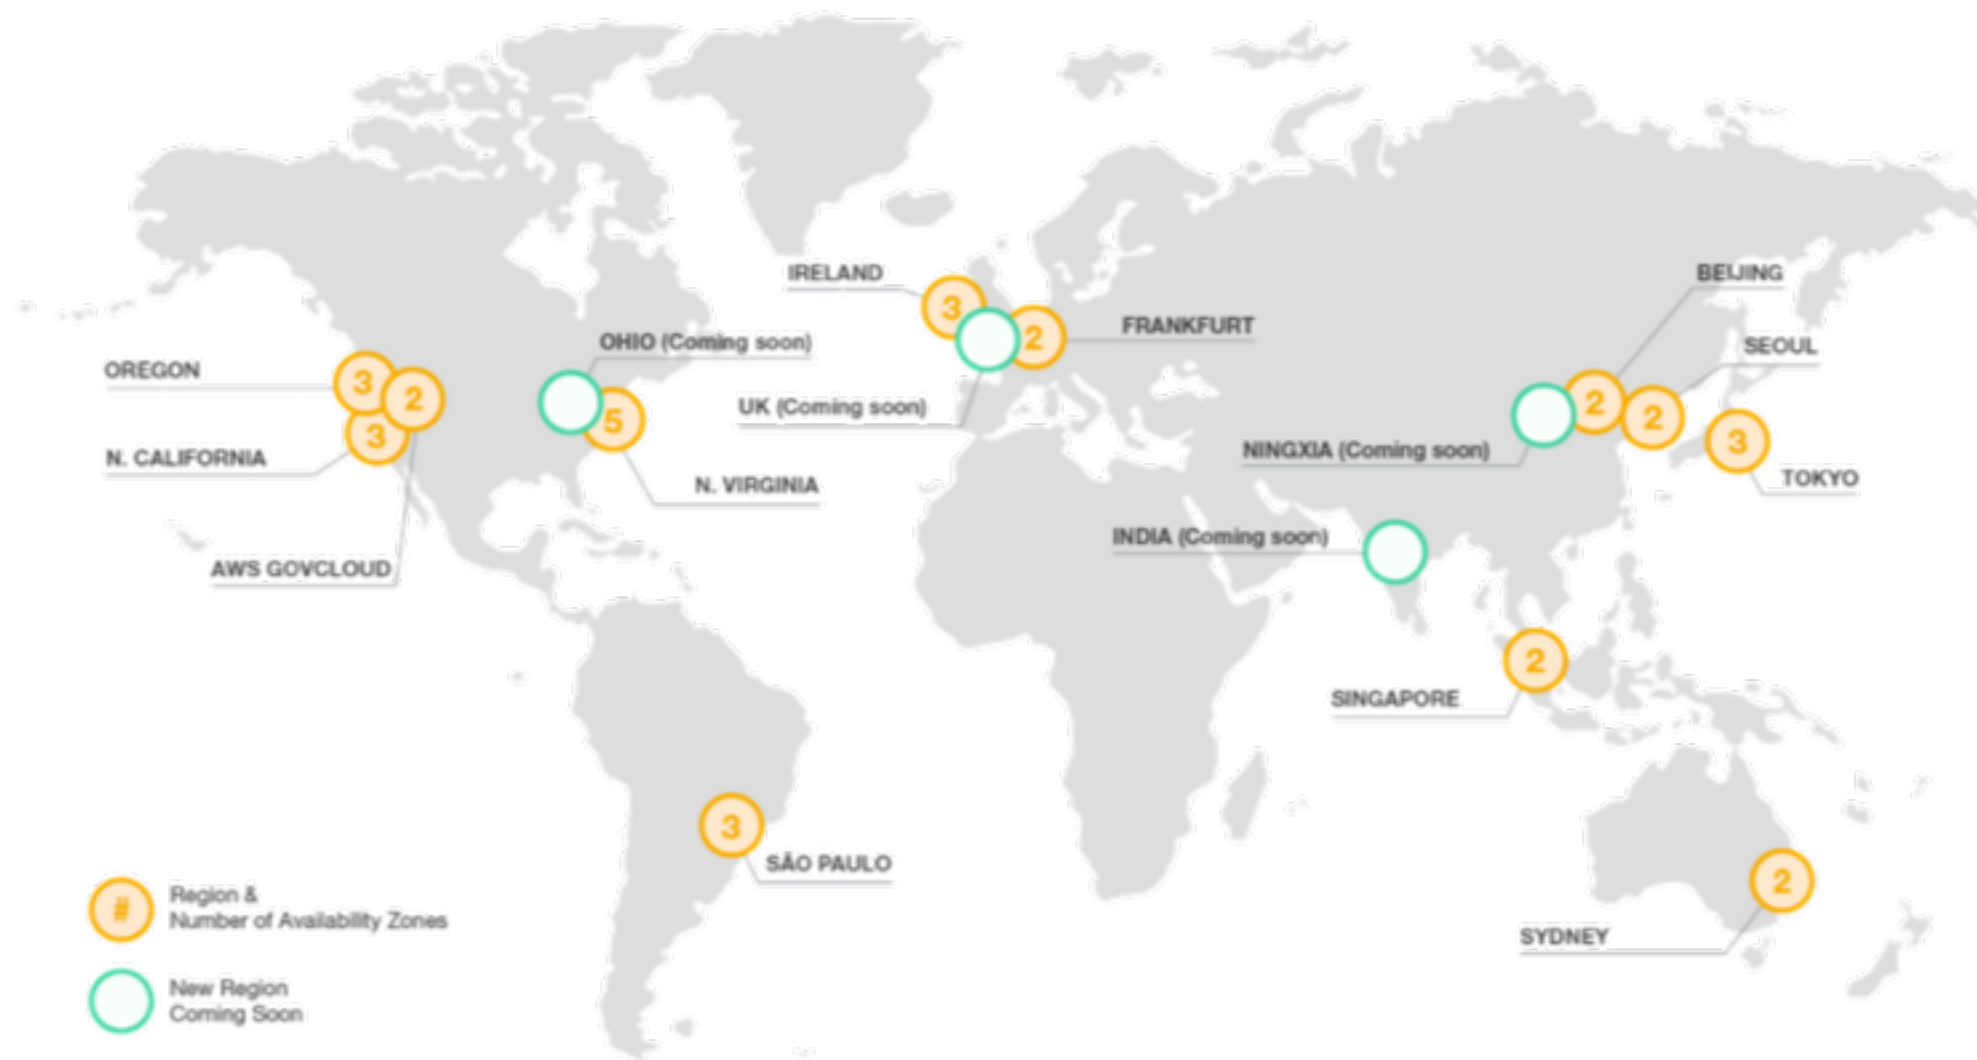 IRELAND
BEIJING
3
FRANKFURT
2
OHIO (Coming soon)
SEOUL
OREGON
3
2
2
2
UK (Coming soon)
5
3
3
N. CALIFORNIA
NINGXIA (Coming soon)
TOKYO
N. VIRGINIA
INDIA (Coming soon)
AWS GOVCLOUD
2
SINGAPORE
3
SÃO PAULO
2
SYDNEY
#
Region &
Number of Availability Zones
New Region
Coming Soon